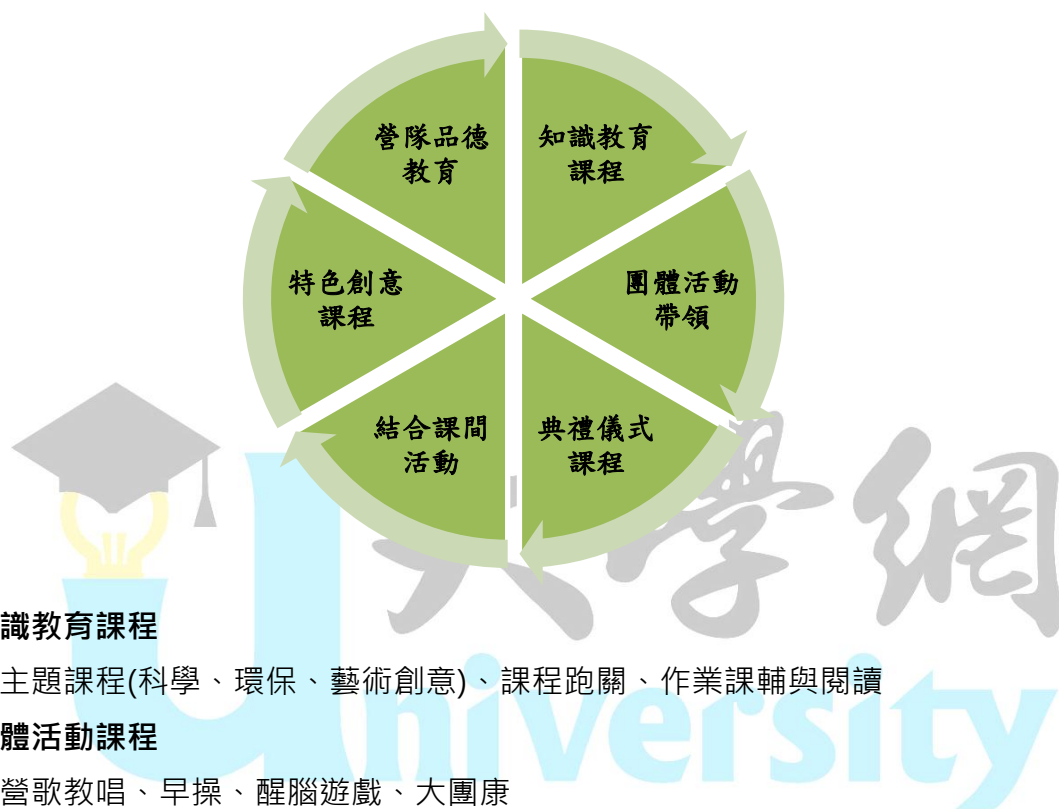 營隊品德
教育
知識教育
課程
特色創意
課程
團體活動
帶領
結合課間
活動
典禮儀式
課程
大學網
University
識教育課程
主題課程(科學、環保、藝術創意)、課程跑關、作業課輔與閱讀
體活動課程
營歌教唱、早操、醒腦遊戲、大團康